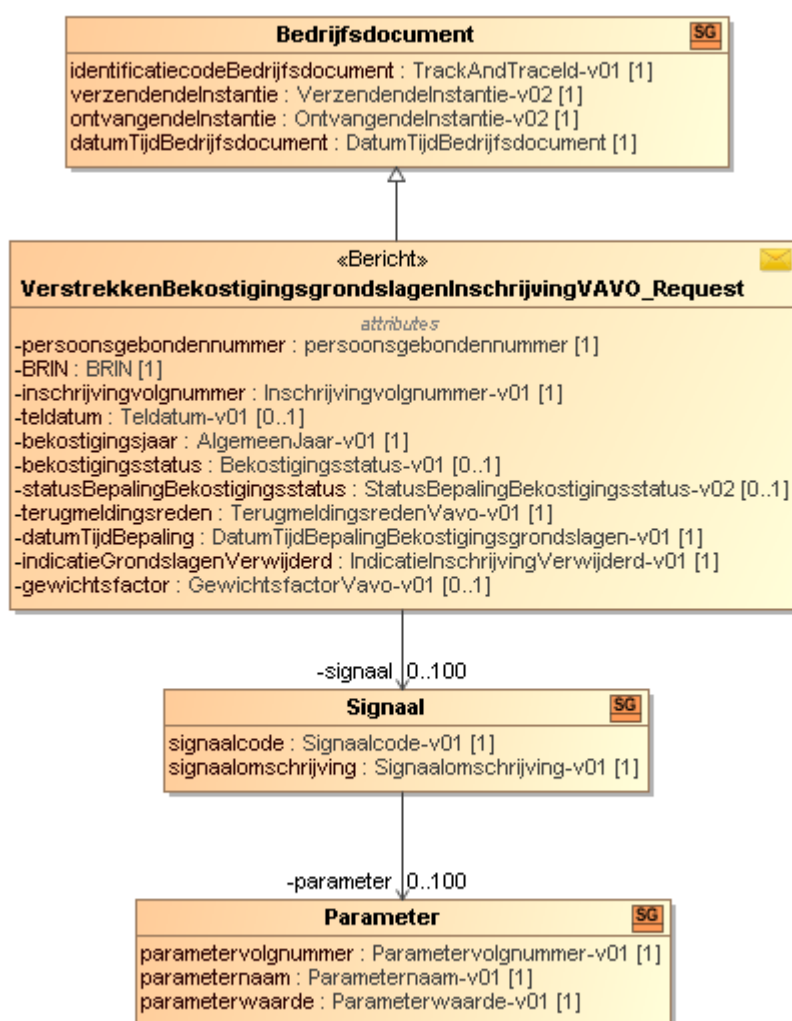 Bedrijfsdocument SG
identificatiecodeBedrijfsdocument : TrackAndTraceId-v01 [1]
verzendendeInstantie : VerzendendeInstantie-v02 [1]
ontvangendeInstantie : OntvangendeInstantie-v02 [1]
datumTijdBedrijfsdocument : DatumTijdBedrijfsdocument [1]
«Bericht»
VerstrekkenBekostigingsgrondslagenInschrijvingVAVO_Request
attributes
-persoonsgebondennummer : persoonsgebondennummer [1]
-BRIN : BRIN [1]
-inschrijvingvolgnummer : Inschrijvingvolgnummer-v01 [1]
-teldatum : Teldatum-v01 [0..1]
-bekostigingsjaar : AlgemeenJaar-v01 [1]
-bekostigingsstatus : Bekostigingsstatus-v01 [0..1]
-statusBepalingBekostigingsstatus : StatusBepalingBekostigingsstatus-v02 [0..1]
-terugmeldingsreden : TerugmeldingsredenVavo-v01 [1]
-datumTijdBepaling : DatumTijdBepalingBekostigingsgrondslagen-v01 [1]
-indicatieGrondslagenVerwijderd : IndicatieInschrijvingVerwijderd-v01 [1]
-gewichtsfactor : GewichtsfactorVavo-v01 [0..1]
-signaal 0..100
Signaal SG
signaalcode : Signaalcode-v01 [1]
signaalomschrijving : Signaalomschrijving-v01 [1]
-parameter 0..100
Parameter SG
parametervolgnummer : Parametervolgnummer-v01 [1]
parameternaam : Parameternaam-v01 [1]
parameterwaarde : Parameterwaarde-v01 [1]